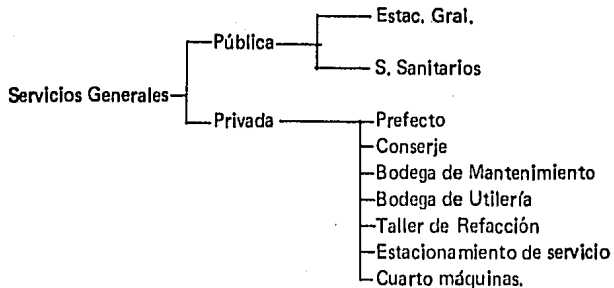 Estac. Gral.
Pública
S. Sanitarios
Servicios Generales
Privada
Prefecto
Conserje
Bodega de Mantenimiento
Bodega de Utilería
Taller de Refacción
Estacionamiento de servicio
Cuarto máquinas.